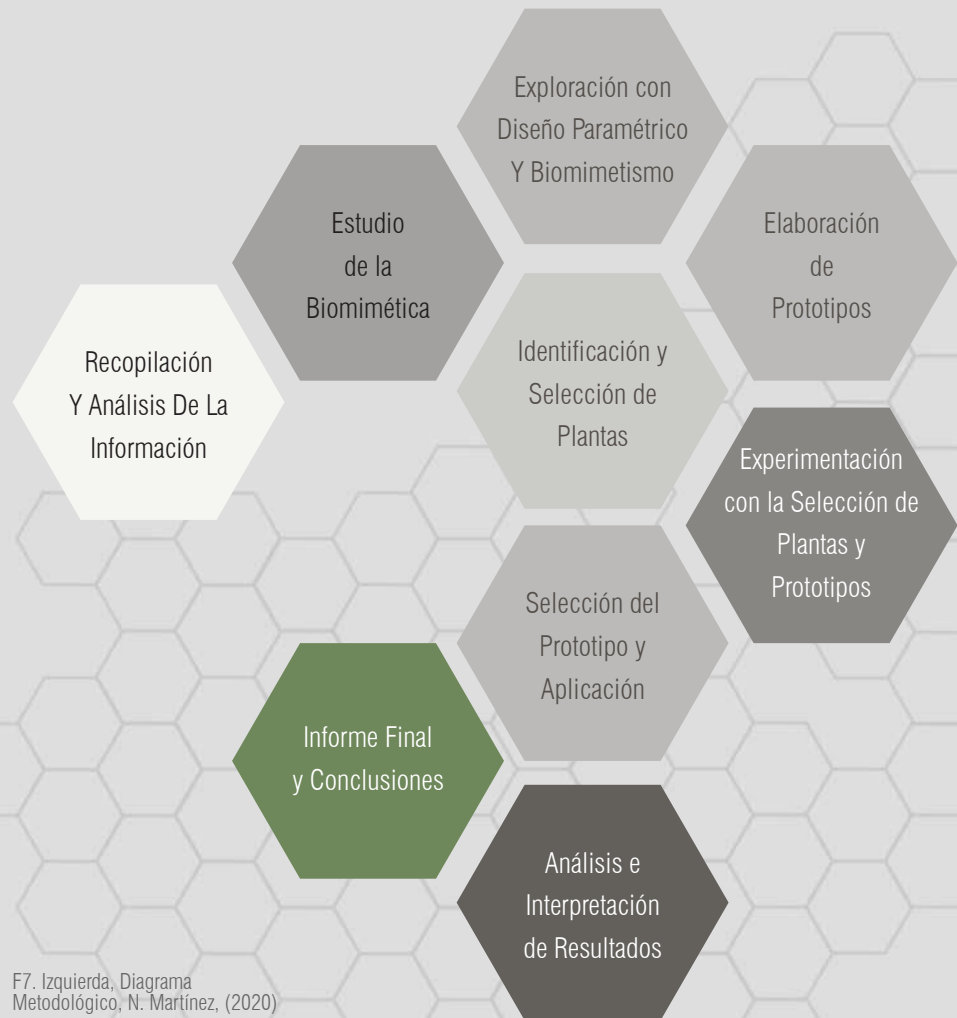 Exploración con
Diseño Paramétrico
Y Biomimetismo
Estudio
de la
Biomimética
Elaboración
de
Prototipos
Recopilación
Y Análisis De La
Información
Identificación y
Selección de
Plantas
Experimentación
con la Selección de
Plantas y
Prototipos
Selección del
Prototipo y
Aplicación
Informe Final
y Conclusiones
Análisis e
Interpretación
de Resultados
F7. Izquierda, Diagrama
Metodológico, N. Martínez, (2020)